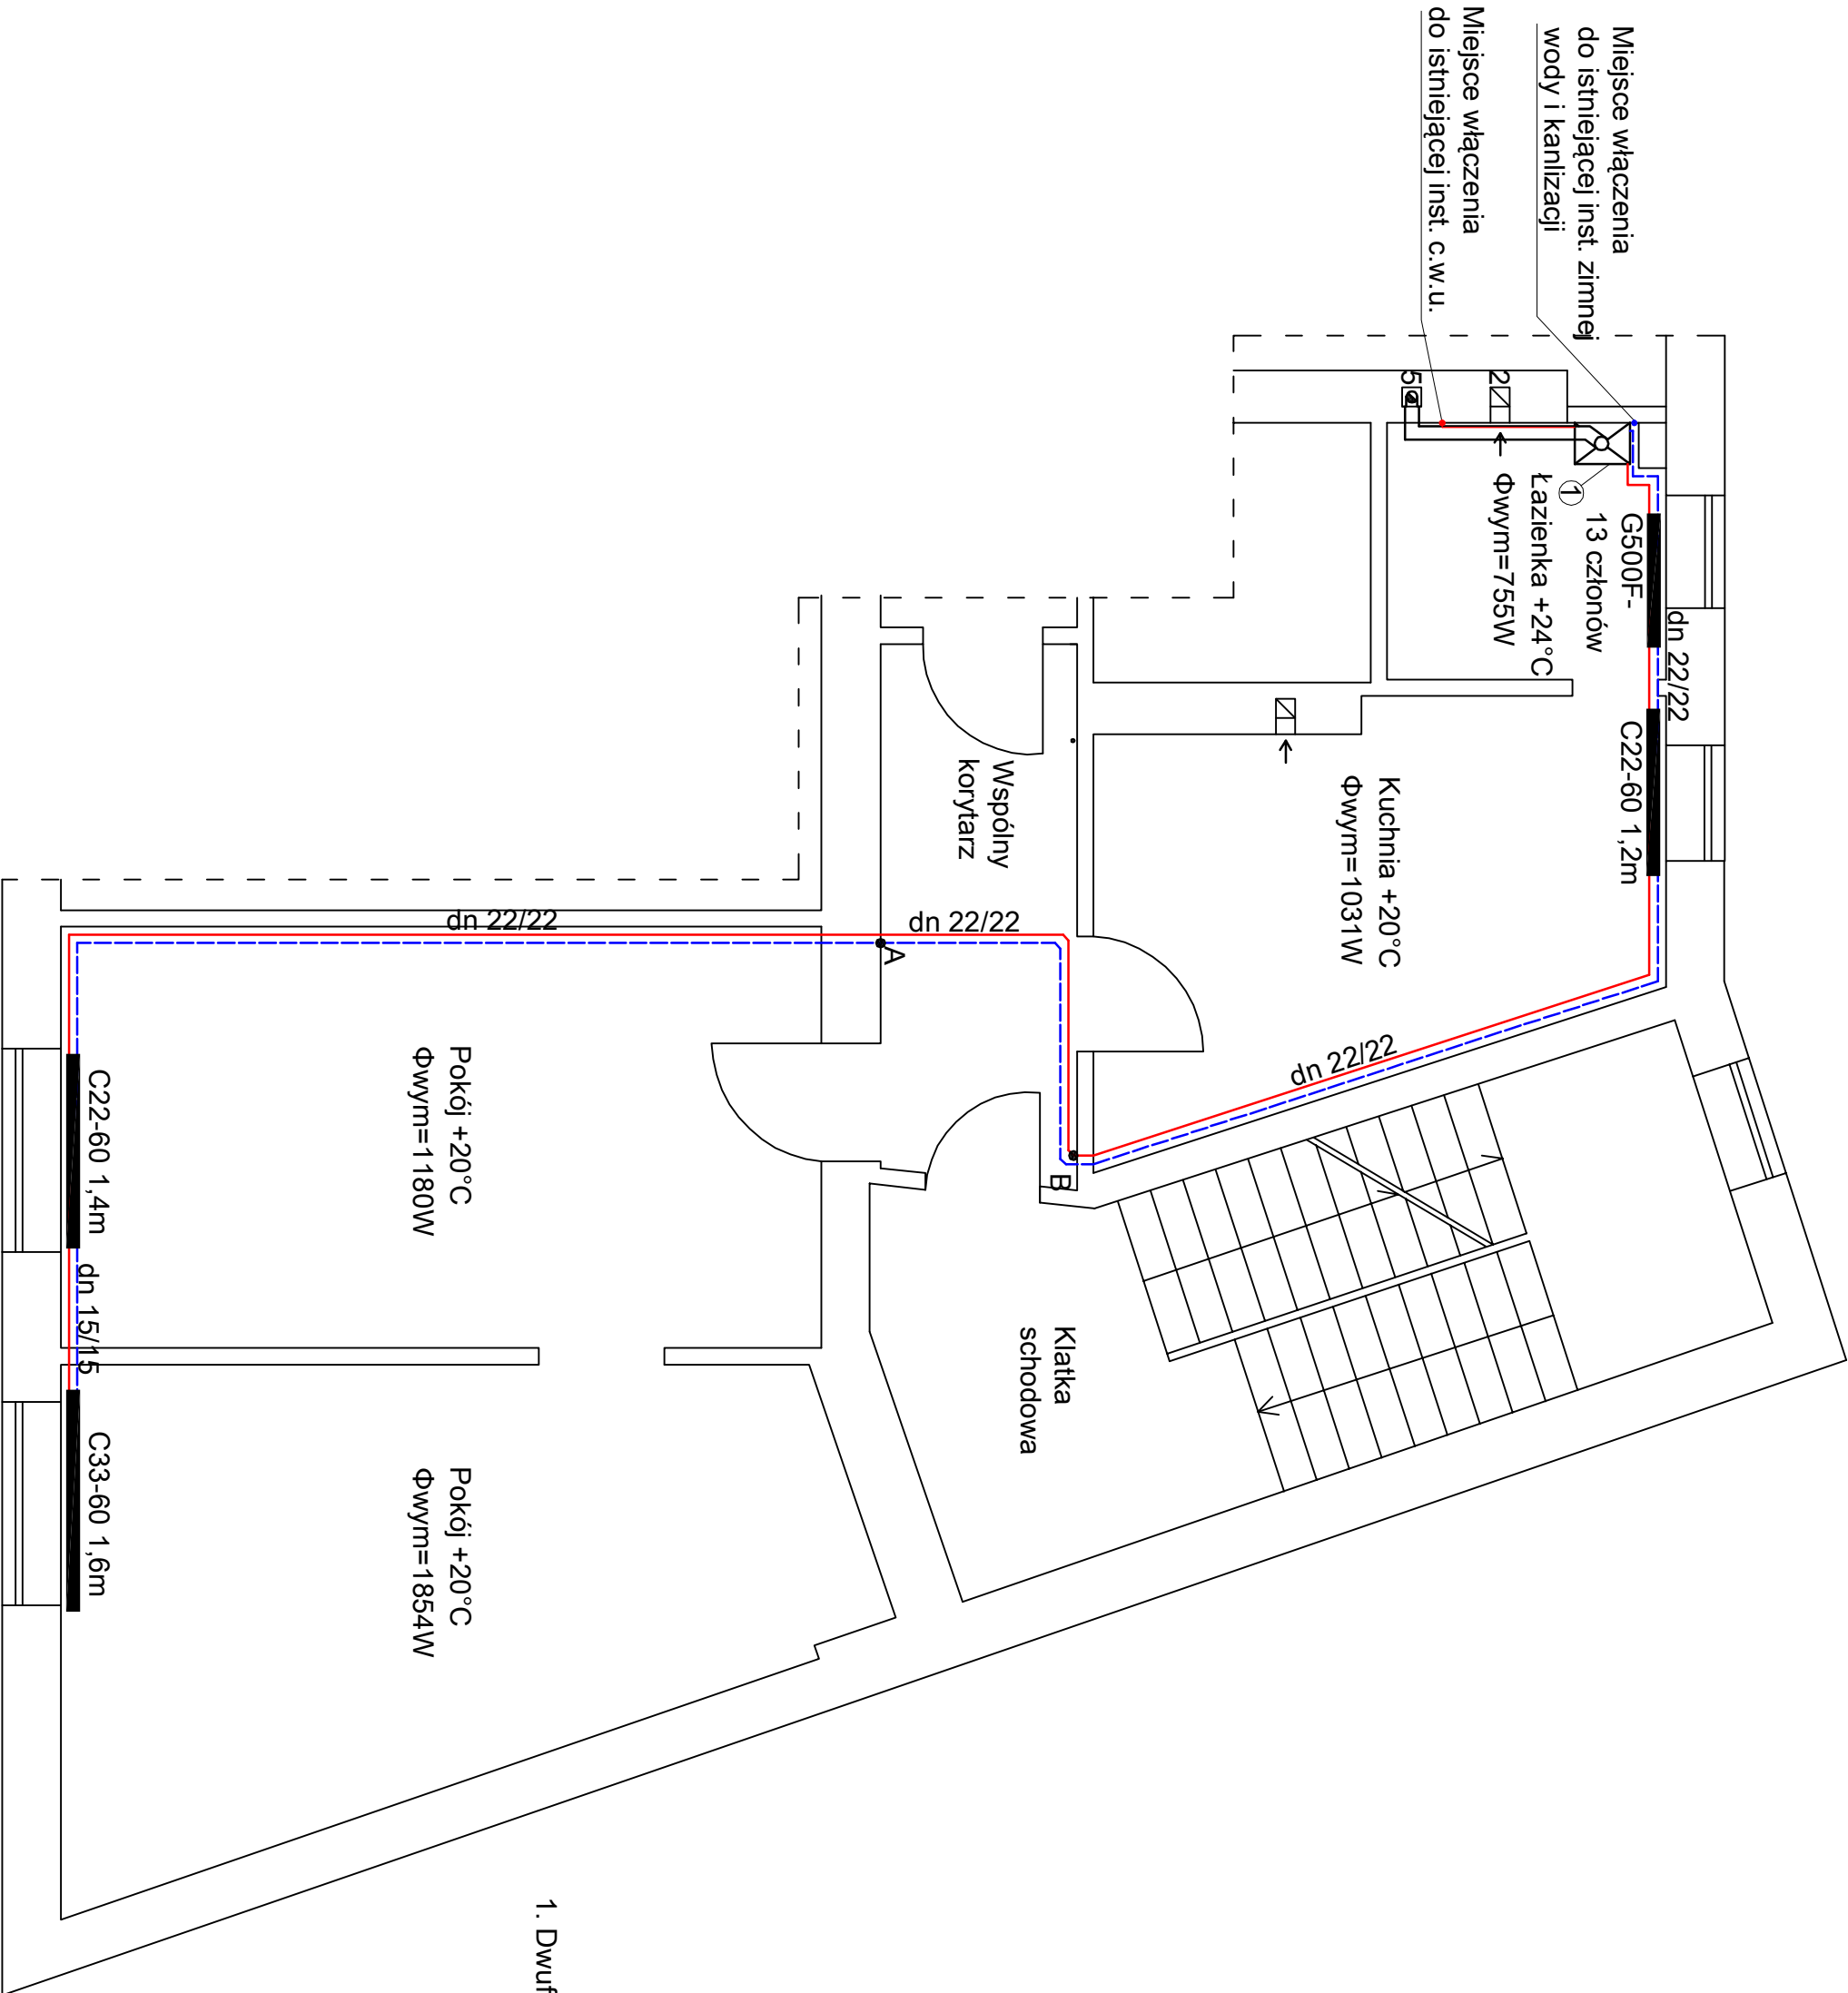 Miejsce włączenia
do istniejącej inst. zimnej
wody i kanlizacji
Miejsce włączenia
do istniejącej inst. c.w.u.
5
2
1
G500F-
13 członów
Łazienka +24°C
Φwym=755W
dn 22/22
C22-60 1,2m
Kuchnia +20°C
Φwym=1031W
Wspólny
korytarz
dn 22/22
dn 22/22
A
dn 22/22
B
Klatka
schodowa
Pokój +20°C
Φwym=1180W
C22-60 1,4m
dn 15/15
Pokój +20°C
Φwym=1854W
C33-60 1,6m
1. Dwuf